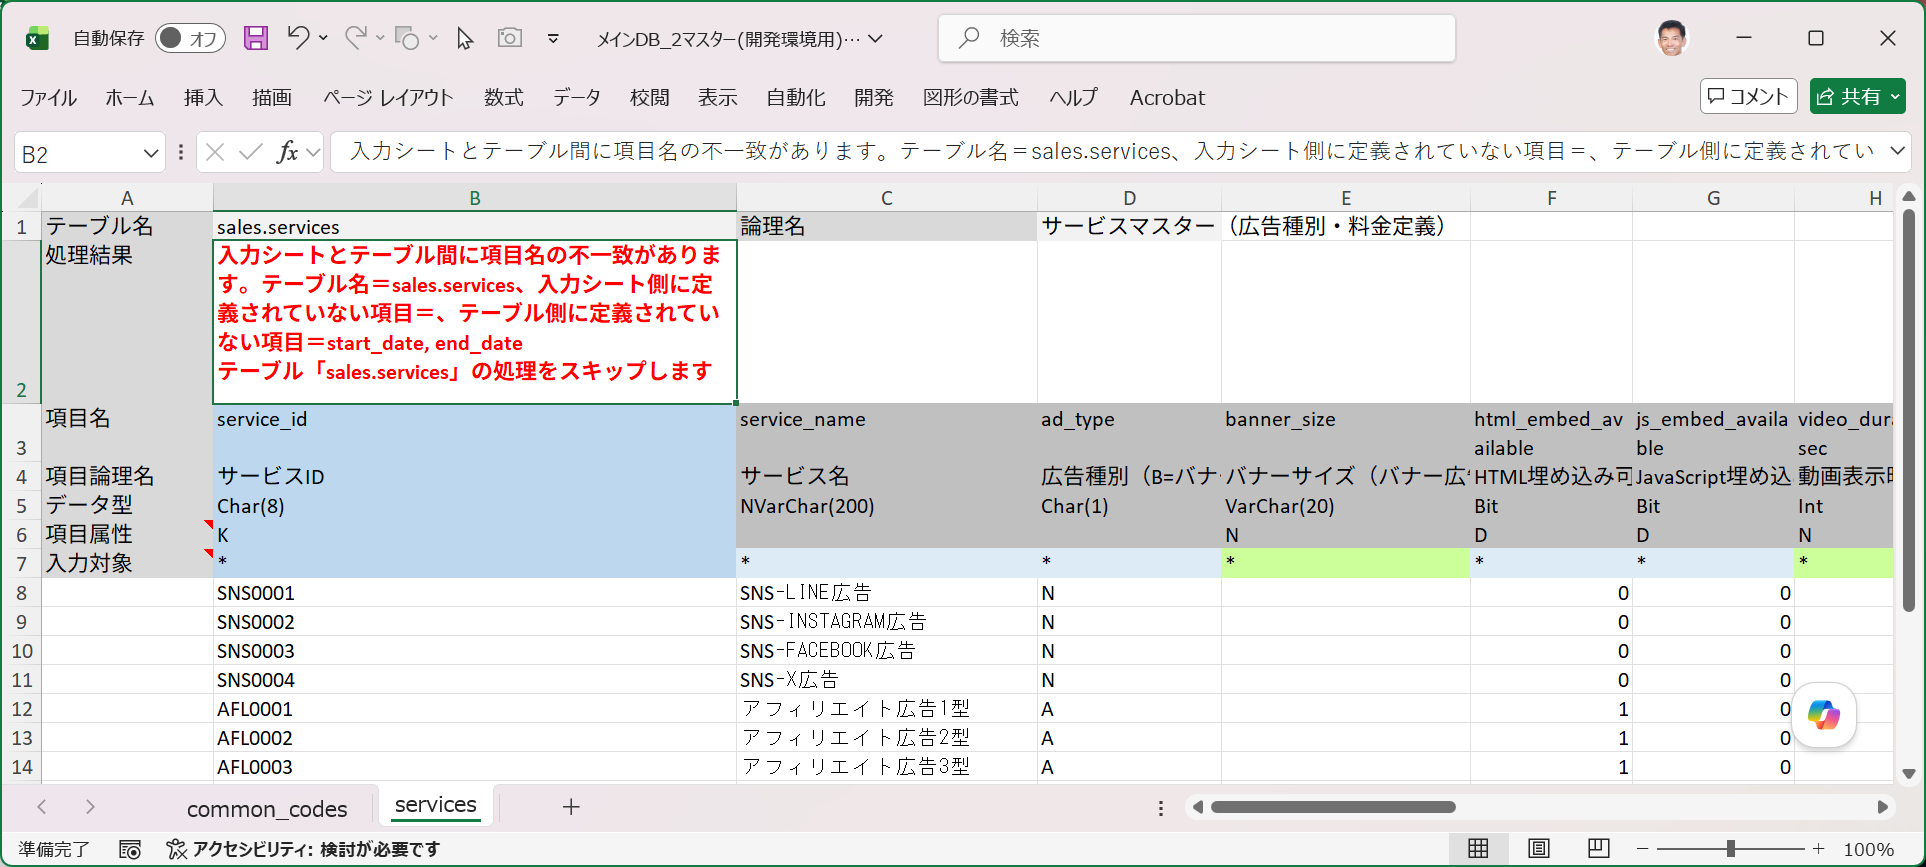 自動保存 オフ メインDB_2マスター(開発環境用)… 検索
ファイル ホーム 挿入 描画 ページ レイアウト 数式 データ 校閲 表示 自動化 開発 図形の書式 ヘルプ Acrobat コメント 共有
B2 fx 入力シートとテーブル間に項目名の不一致があります。テーブル名＝sales.services、入力シート側に定義されていない項目＝、テーブル側に定義されてい
A B C D E F G H
1 テーブル名 sales.services 論理名 サービスマスター（広告種別・料金定義）
処理結果 入力シートとテーブル間に項目名の不一致があります。テーブル名＝sales.services、入力シート側に定義されていない項目＝、テーブル側に定義されていない項目＝start_date, end_date
テーブル「sales.services」の処理をスキップします
2
項目名 service_id service_name ad_type banner_size html_embed_av js_embed_availa video_dura
3 ailable ble sec
4 項目論理名 サービスID サービス名 広告種別（B=バナ バナーサイズ（バナー広 HTML埋め込み可 JavaScript埋め込 動画表示
5 データ型 Char(8) NVarChar(200) Char(1) VarChar(20) Bit Bit Int
6 項目属性 K N D D N
7 入力対象 * * * * * * *
8 SNS0001 SNS-LINE広告 N 0 0
9 SNS0002 SNS-INSTAGRAM広告 N 0 0
10 SNS0003 SNS-FACEBOOK広告 N 0 0
11 SNS0004 SNS-X広告 N 0 0
12 AFL0001 アフィリエイト広告1型 A 1 0
13 AFL0002 アフィリエイト広告2型 A 1 0
14 AFL0003 アフィリエイト広告3型 A 1 0
common_codes services
準備完了 アクセシビリティ: 検討が必要です 100%